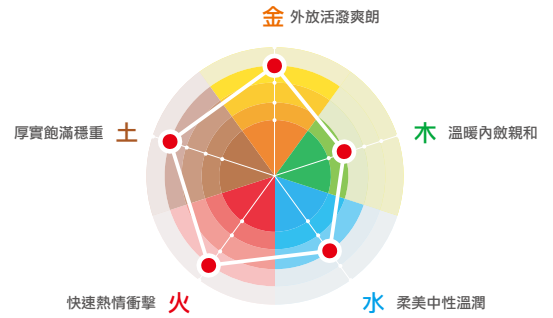 金 外放活潑爽朗
厚實飽滿穩重 土
木 溫暖內斂親和
快速熱情衝擊 火
水 柔美中性溫潤